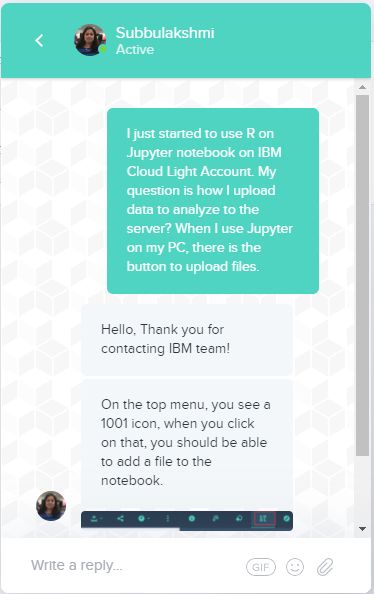 Subbulakshmi
Active
I just started to use R on
Jupyter notebook on IBM
Cloud Light Account. My
question is how I upload
data to analyze to the
server? When I use Jupyter
on my PC, there is the
button to upload files.
Hello, Thank you for
contacting IBM team!
On the top menu, you see a
1001 icon, when you click
on that, you should be able
to add a file to the
notebook.
Write a reply...
GIF